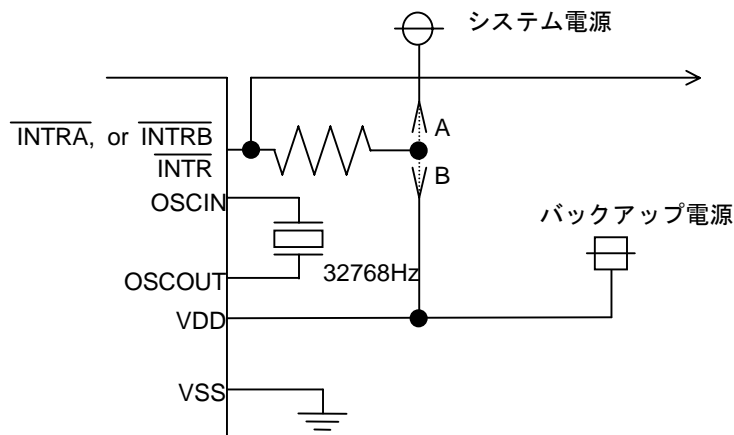 システム電源
A
INTRA, or INTRB
INTR
B
OSCIN
バックアップ電源
32768Hz
OSCOUT
VDD
VSS